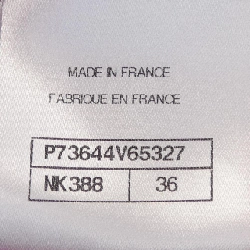 MADE IN FRANCE
FABRIQUE EN FRANCE
P73644V65327
NK388 36